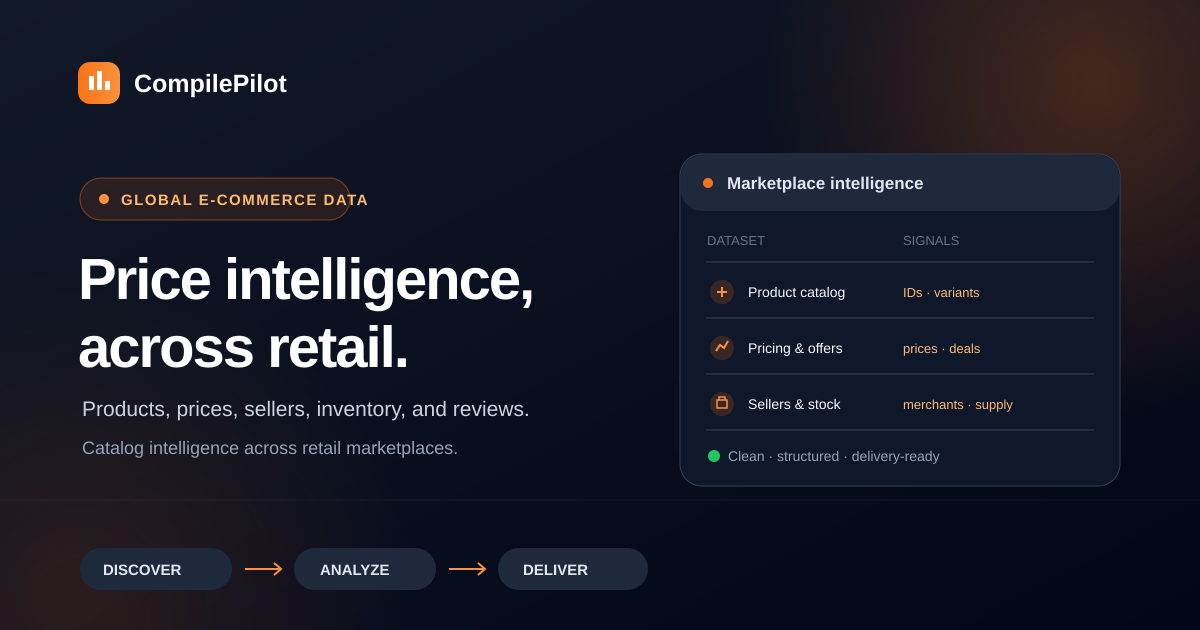 CompilePilot
GLOBAL E-COMMERCE DATA
Price intelligence,
across retail.
Products, prices, sellers, inventory, and reviews.
Catalog intelligence across retail marketplaces.
Marketplace intelligence
DATASET SIGNALS
Product catalog IDs · variants
Pricing & offers prices · deals
Sellers & stock merchants · supply
Clean · structured · delivery-ready
DISCOVER ANALYZE DELIVER